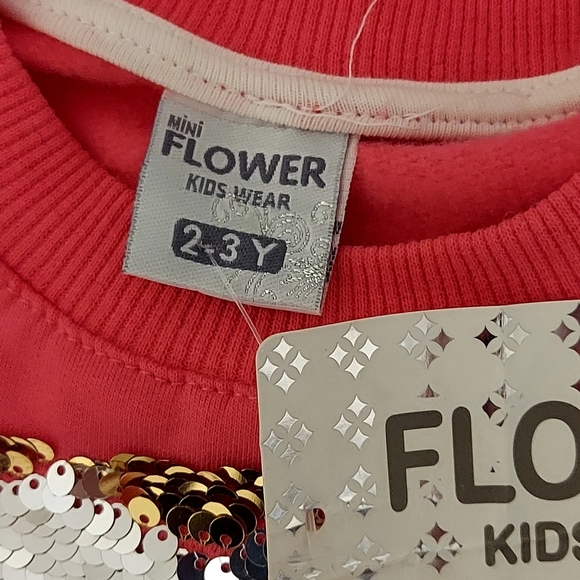 MiNi
FLOWER
KIDS WEAR
2-3 Y
FLO
KIDS